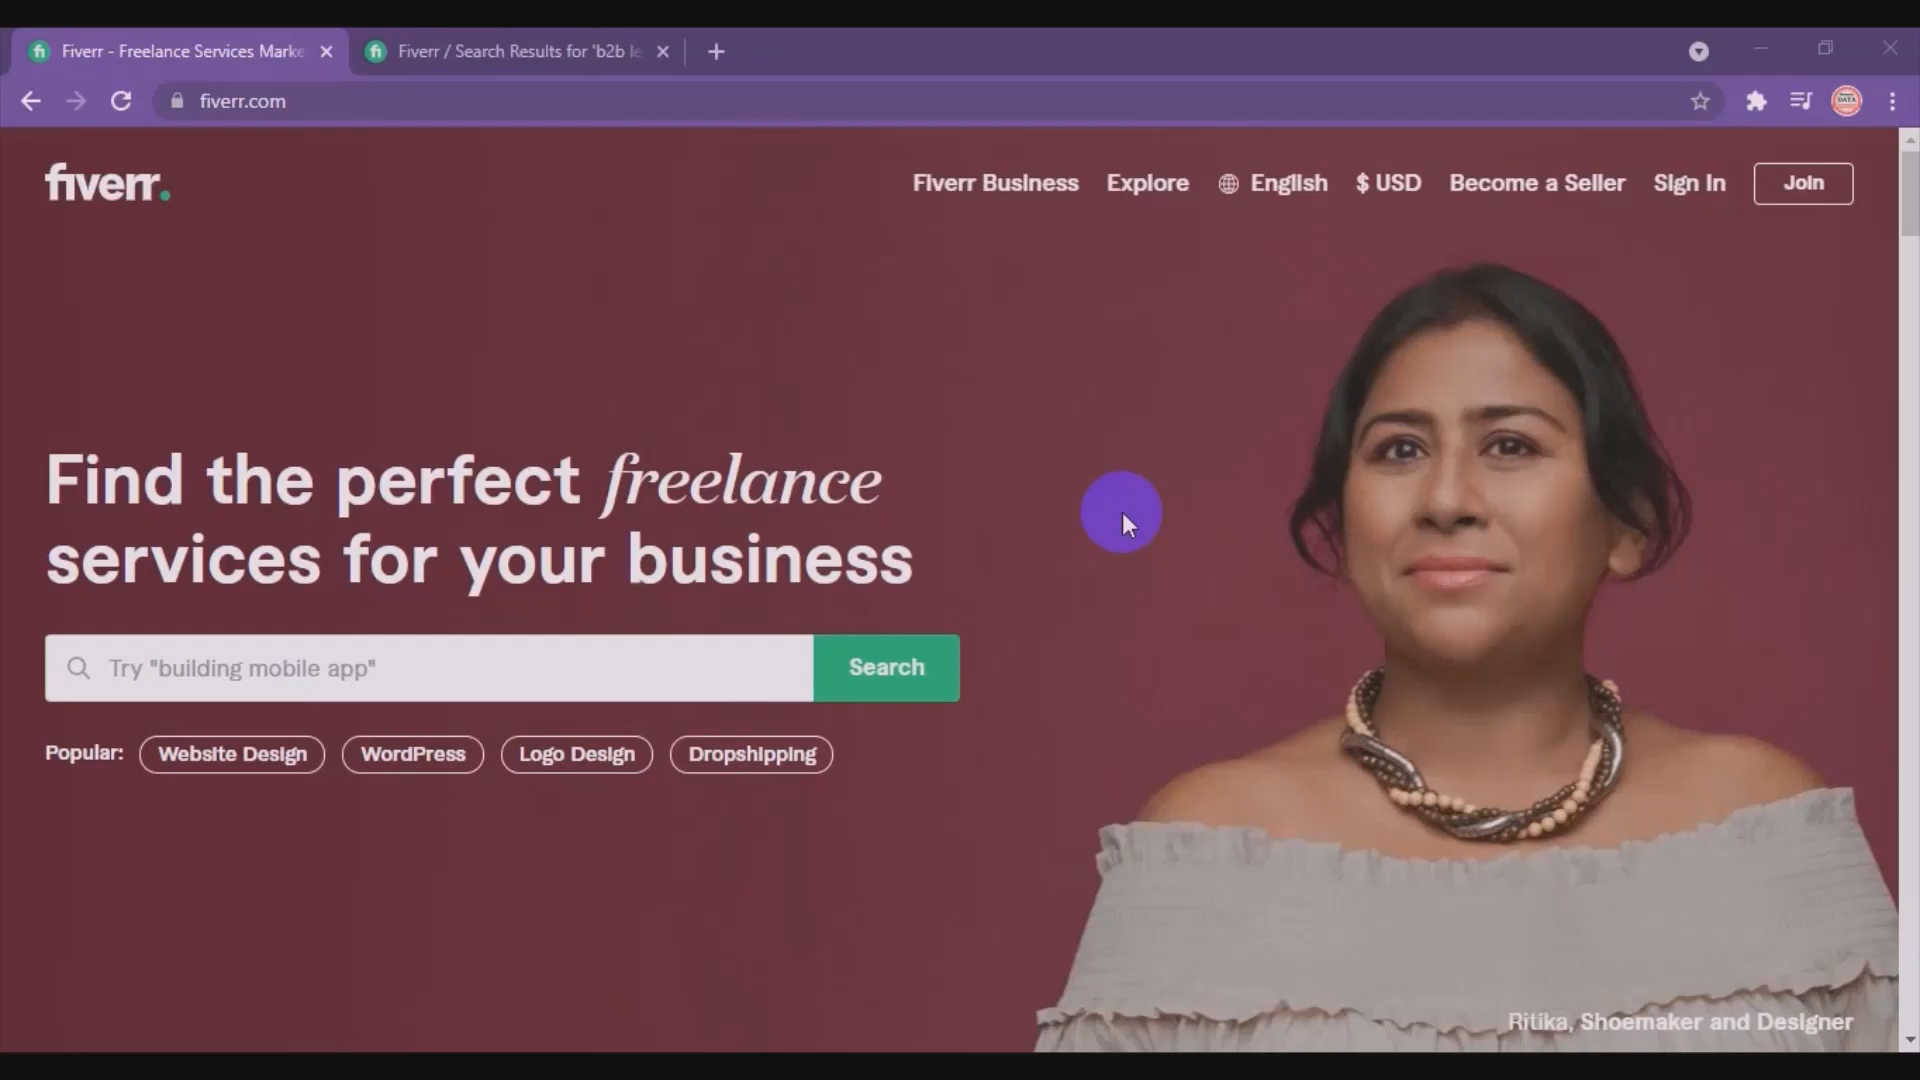 Fiverr - Freelance Services Marke
Fiverr / Search Results for 'b2b le
fiverr.com
DATA
fiverr.
Fiverr Business
Explore
English
$ USD
Become a Seller
Sign In
Join
Find the perfect freelance
services for your business
Try "building mobile app"
Search
Popular:
Website Design
WordPress
Logo Design
Dropshipping
Ritika, Shoemaker and Designer